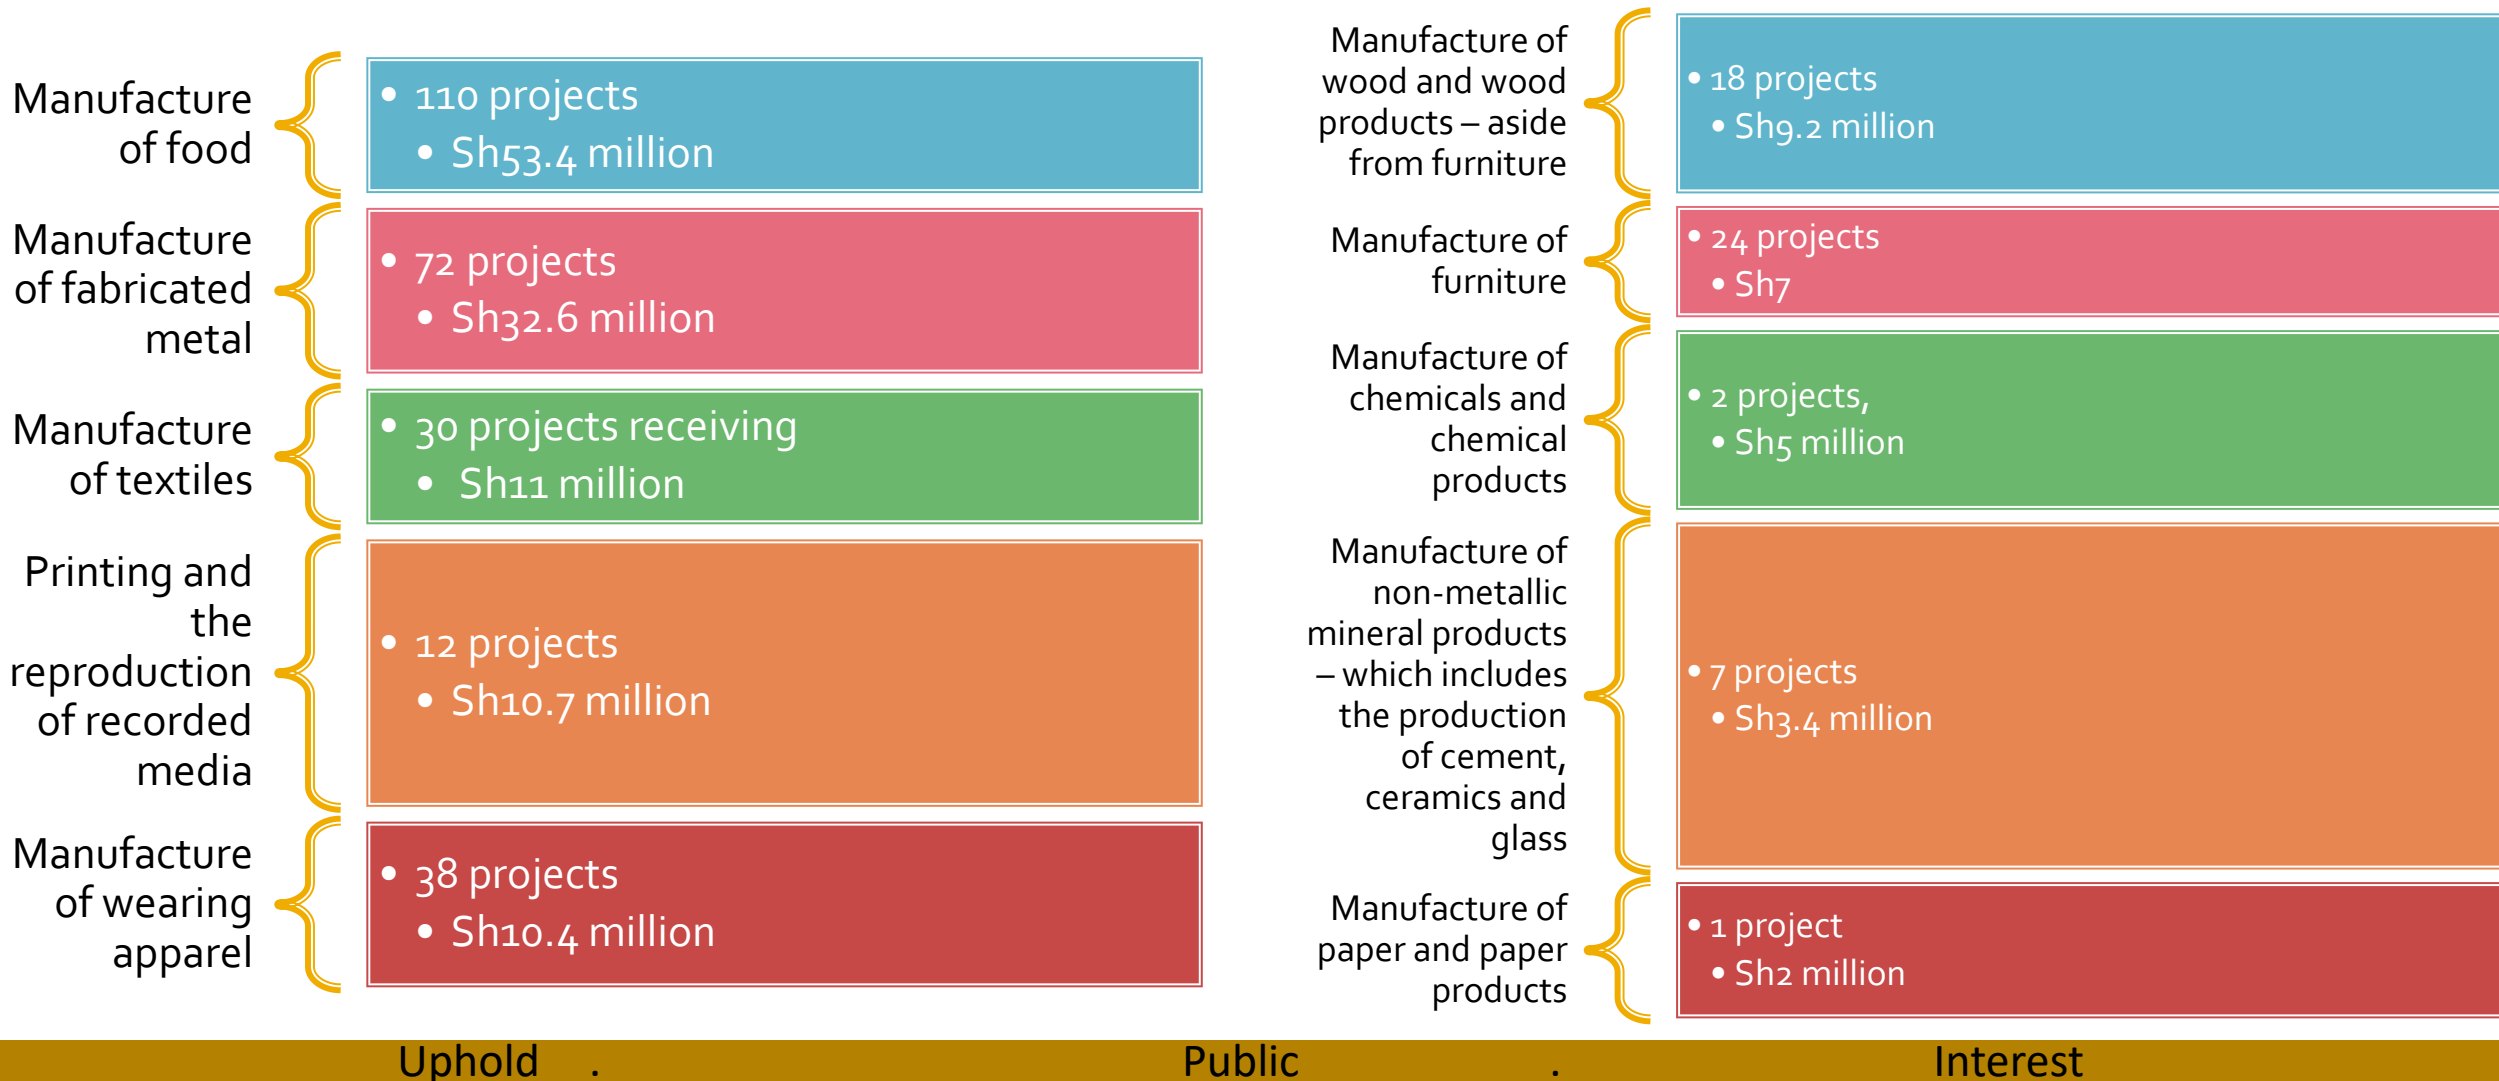 Manufacture
of food
• 110 projects
• Sh53.4 million
Manufacture
of fabricated
metal
• 72 projects
• Sh32.6 million
Manufacture
of textiles
• 30 projects receiving
• Sh11 million
Printing and
the
reproduction
of recorded
media
• 12 projects
• Sh10.7 million
Manufacture
of wearing
apparel
• 38 projects
• Sh10.4 million
Manufacture of
wood and wood
products – aside
from furniture
• 18 projects
• Sh9.2 million
Manufacture of
furniture
• 24 projects
• Sh7
Manufacture of
chemicals and
chemical
products
• 2 projects,
• Sh5 million
Manufacture of
non-metallic
mineral products
– which includes
the production
of cement,
ceramics and
glass
• 7 projects
• Sh3.4 million
Manufacture of
paper and paper
products
• 1 project
• Sh2 million
Uphold . Public . Interest